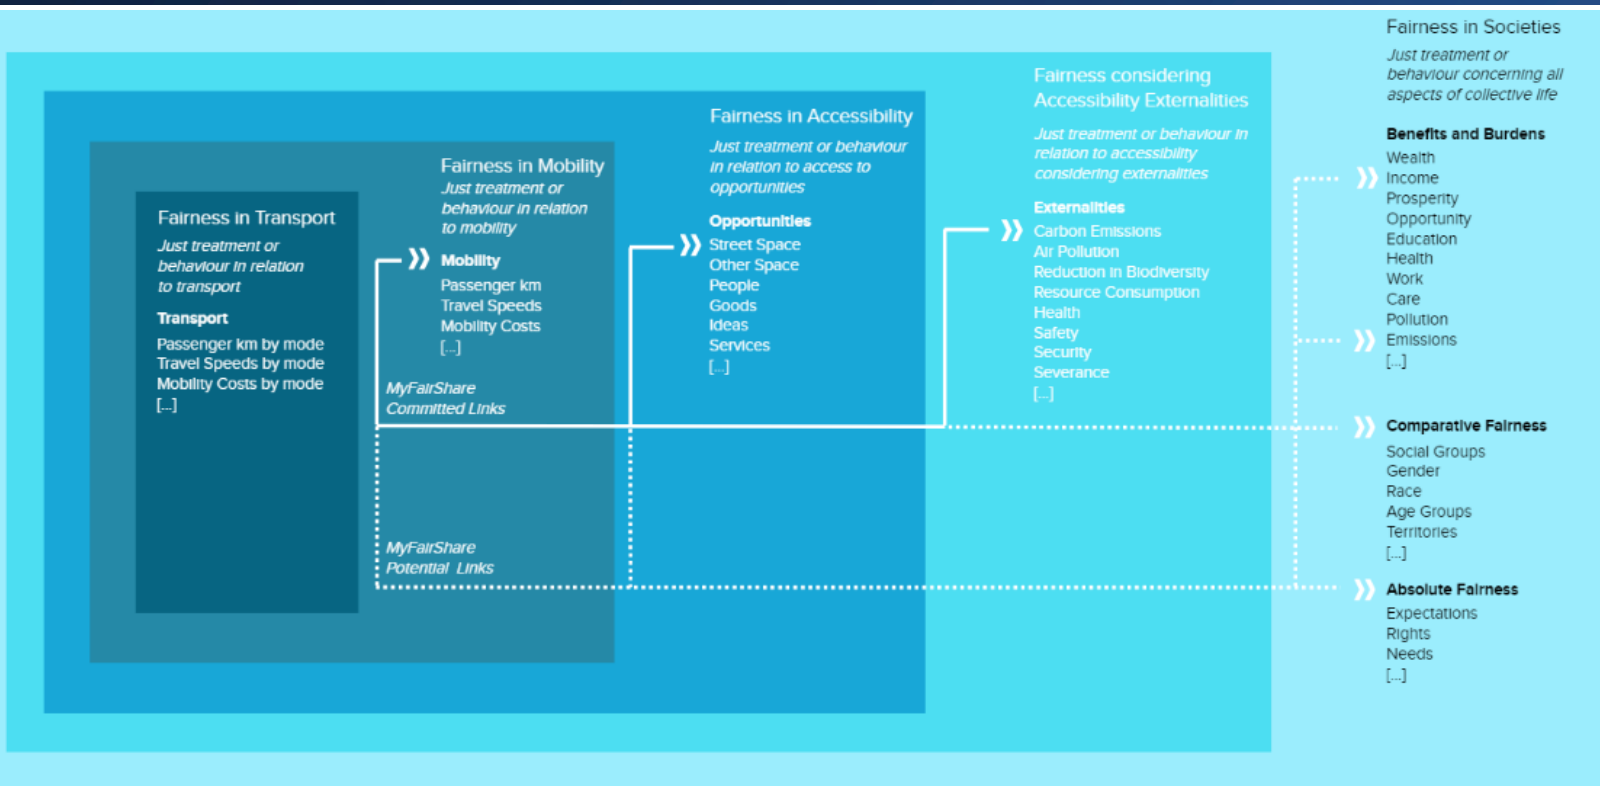 Fairness in Transport
Just treatment or
behaviour in relation
to transport
Transport
Passenger km by mode
Travel Speeds by mode
Mobility Costs by mode
[...]
Fairness in Mobility
Just treatment or
behaviour in relation
to mobility
Mobility
Passenger km
Travel Speeds
Mobility Costs
[...]
MyFairShare
Committed Links
MyFairShare
Potential Links
Fairness in Accessibility
Just treatment or behaviour
in relation to access to
opportunities
Opportunities
Street Space
Other Space
People
Goods
Ideas
Services
[...]
Fairness considering
Accessibility Externalities
Just treatment or behaviour in
relation to accessibility
considering externalities
Externalities
Carbon Emissions
Air Pollution
Reduction in Biodiversity
Resource Consumption
Health
Safety
Security
Severance
[...]
Fairness in Societies
Just treatment or
behaviour concerning all
aspects of collective life
Benefits and Burdens
Wealth
Income
Prosperity
Opportunity
Education
Health
Work
Care
Pollution
Emissions
[...]
Comparative Fairness
Social Groups
Gender
Race
Age Groups
Territories
[...]
Absolute Fairness
Expectations
Rights
Needs
[...]